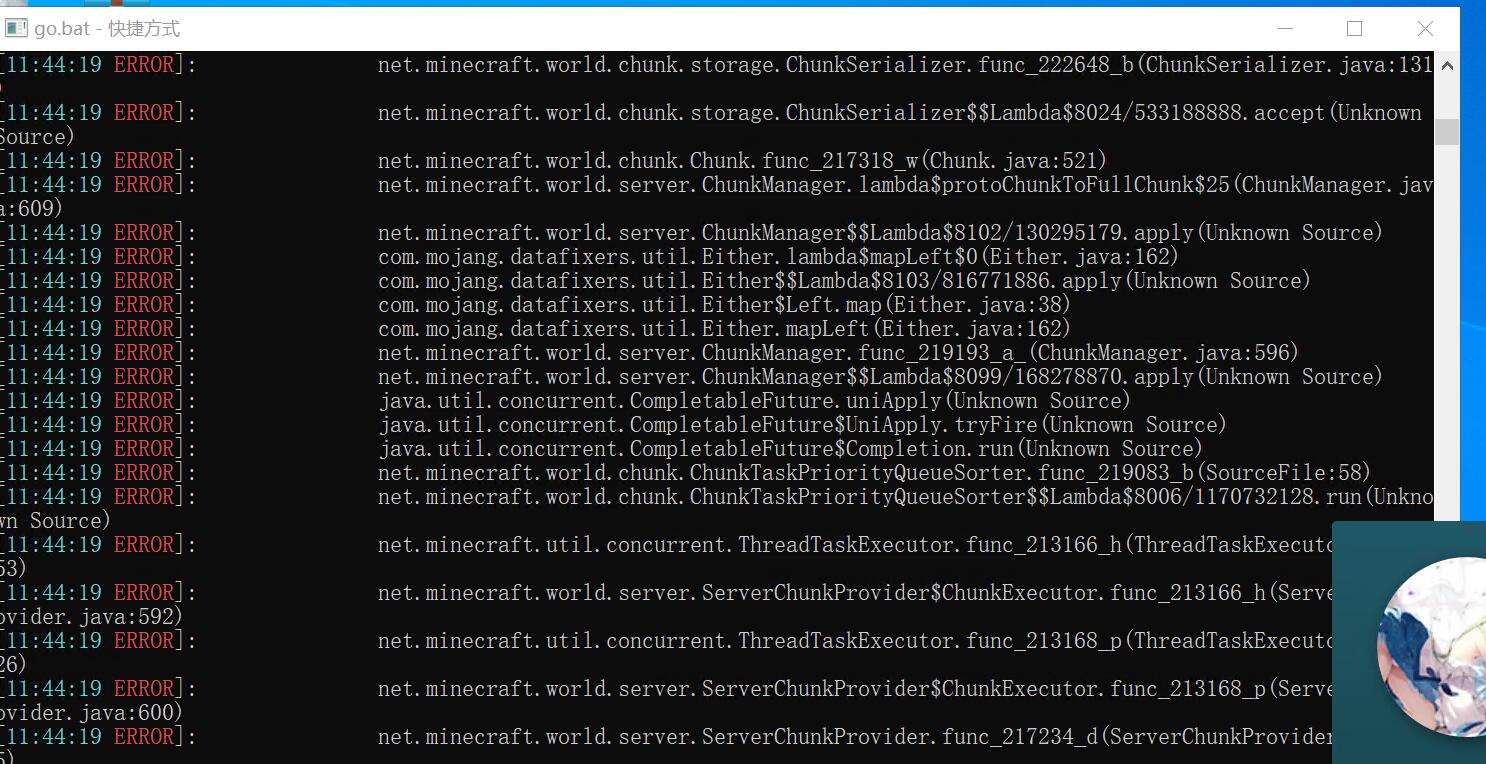 go.bat - 快捷方式
[11:44:19 ERROR]: net.minecraft.world.chunk.storage.ChunkSerializer.func_222648_b(ChunkSerializer.java:131
)
[11:44:19 ERROR]: net.minecraft.world.chunk.storage.ChunkSerializer$$Lambda$8024/533188888.accept(Unknown
Source)
[11:44:19 ERROR]: net.minecraft.world.chunk.Chunk.func_217318_w(Chunk.java:521)
[11:44:19 ERROR]: net.minecraft.world.server.ChunkManager.lambda$protoChunkToFullChunk$25(ChunkManager.jav
a:609)
[11:44:19 ERROR]: net.minecraft.world.server.ChunkManager$$Lambda$8102/130295179.apply(Unknown Source)
[11:44:19 ERROR]: com.mojang.datafixers.util.Either.lambda$mapLeft$0(Either.java:162)
[11:44:19 ERROR]: com.mojang.datafixers.util.Either$$Lambda$8103/816771886.apply(Unknown Source)
[11:44:19 ERROR]: com.mojang.datafixers.util.Either$Left.map(Either.java:38)
[11:44:19 ERROR]: com.mojang.datafixers.util.Either.mapLeft(Either.java:162)
[11:44:19 ERROR]: net.minecraft.world.server.ChunkManager.func_219193_a_(ChunkManager.java:596)
[11:44:19 ERROR]: net.minecraft.world.server.ChunkManager$$Lambda$8099/168278870.apply(Unknown Source)
[11:44:19 ERROR]: java.util.concurrent.CompletableFuture.uniApply(Unknown Source)
[11:44:19 ERROR]: java.util.concurrent.CompletableFuture$UniApply.tryFire(Unknown Source)
[11:44:19 ERROR]: java.util.concurrent.CompletableFuture$Completion.run(Unknown Source)
[11:44:19 ERROR]: net.minecraft.world.chunk.ChunkTaskPriorityQueueSorter.func_219083_b(SourceFile:58)
[11:44:19 ERROR]: net.minecraft.world.chunk.ChunkTaskPriorityQueueSorter$$Lambda$8006/1170732128.run(Unkno
wn Source)
[11:44:19 ERROR]: net.minecraft.util.concurrent.ThreadTaskExecutor.func_213166_h(ThreadTaskExecuto
53)
[11:44:19 ERROR]: net.minecraft.world.server.ServerChunkProvider$ChunkExecutor.func_213166_h(Serve
ovider.java:592)
[11:44:19 ERROR]: net.minecraft.util.concurrent.ThreadTaskExecutor.func_213168_p(ThreadTaskExecuto
26)
[11:44:19 ERROR]: net.minecraft.world.server.ServerChunkProvider$ChunkExecutor.func_213168_p(Serve
ovider.java:600)
[11:44:19 ERROR]: net.minecraft.world.server.ServerChunkProvider.func_217234_d(ServerChunkProvider